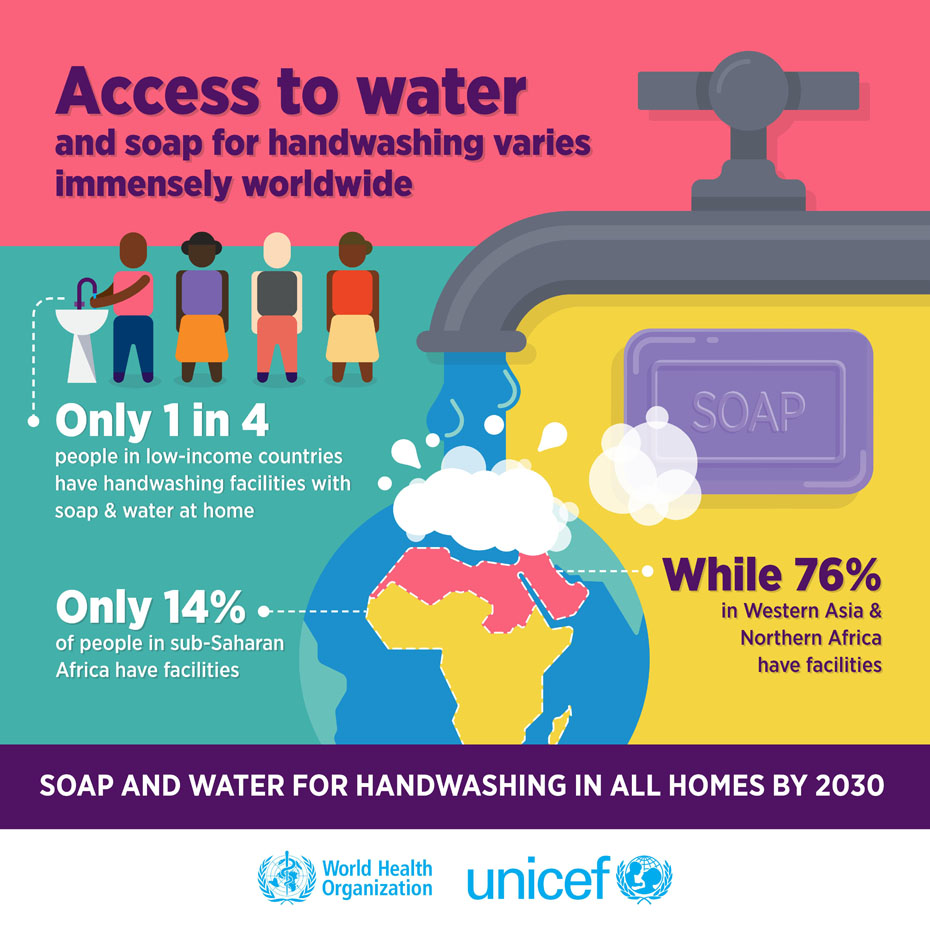 Access to water
and soap for handwashing varies
immensely worldwide
SOAP
Only 1 in 4
people in low-income countries
have handwashing facilities with
soap & water at home
Only 14%
of people in sub-Saharan
Africa have facilities
While 76%
in Western Asia &
Northern Africa
have facilities
SOAP AND WATER FOR HANDWASHING IN ALL HOMES BY 2030
World Health
Organization
unicef